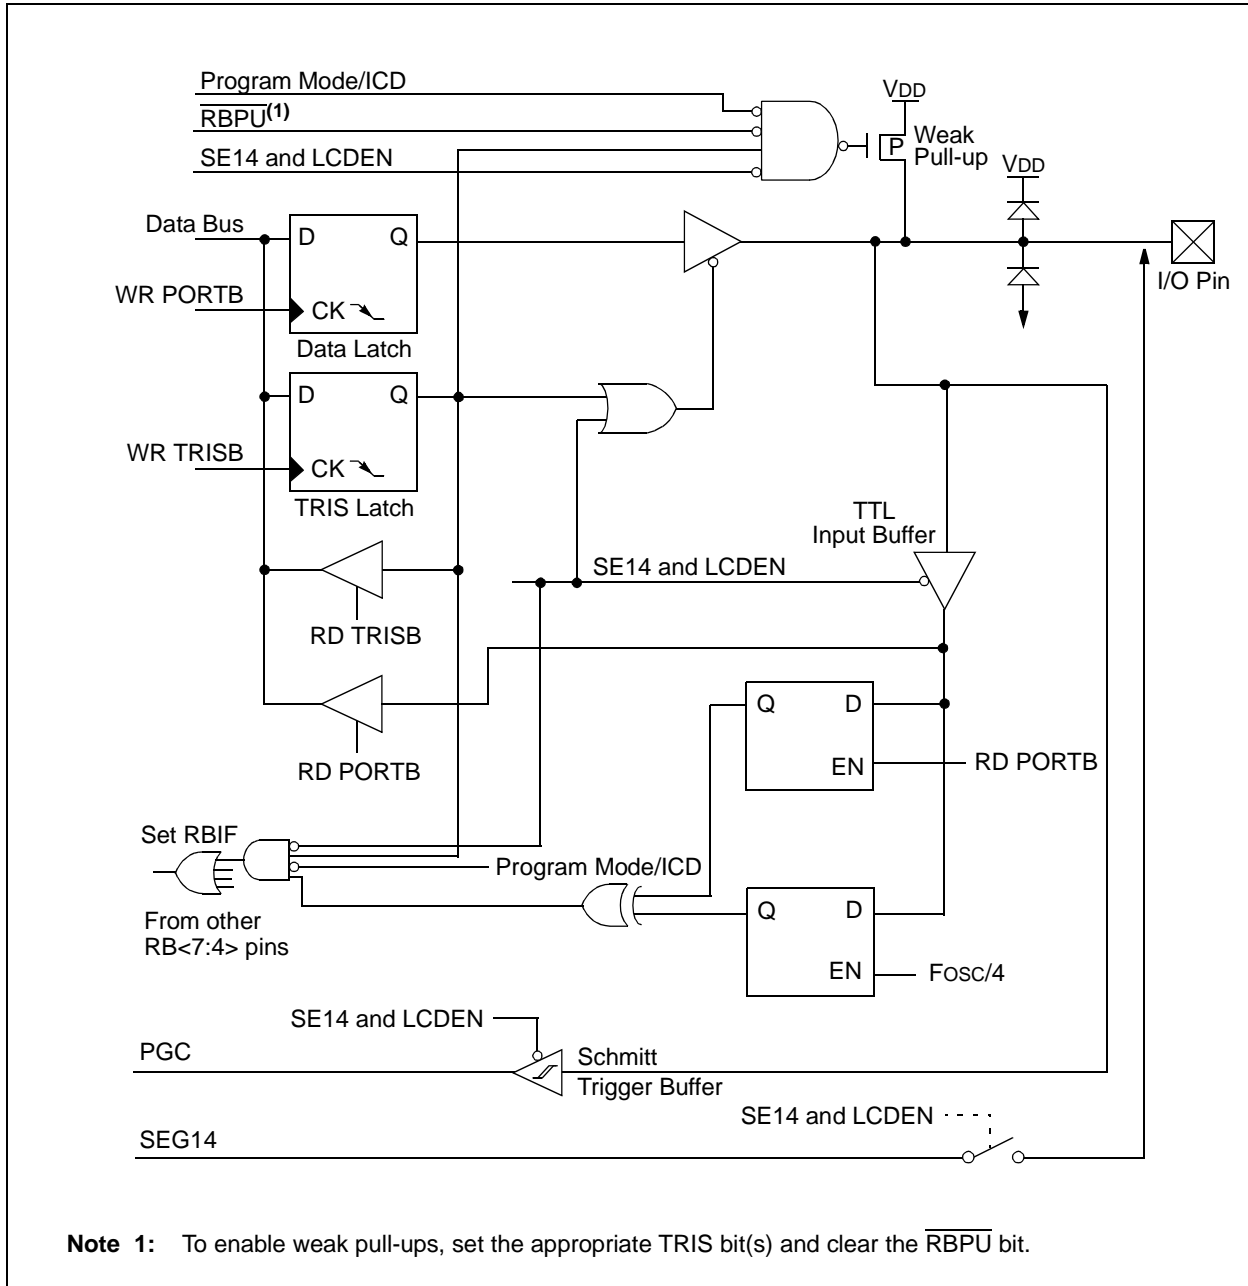 Program Mode/ICD
RBPU(1)
SE14 and LCDEN
VDD
P
Weak
Pull-up
VDD
Data Bus
D Q
WR PORTB
CK
Data Latch
I/O Pin
D Q
WR TRISB
CK
TRIS Latch
TTL
Input Buffer
SE14 and LCDEN
RD TRISB
Q D
EN
RD PORTB
RD PORTB
Set RBIF
Program Mode/ICD
From other
RB<7:4> pins
Q D
EN
FOSC/4
SE14 and LCDEN
PGC
Schmitt
Trigger Buffer
SE14 and LCDEN
SEG14
Note 1: To enable weak pull-ups, set the appropriate TRIS bit(s) and clear the RBPU bit.